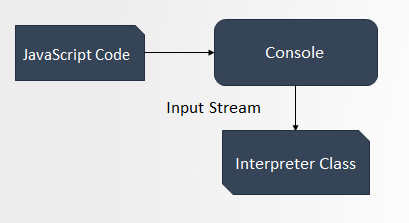 JavaScript Code
Console
Input Stream
Interpreter Class